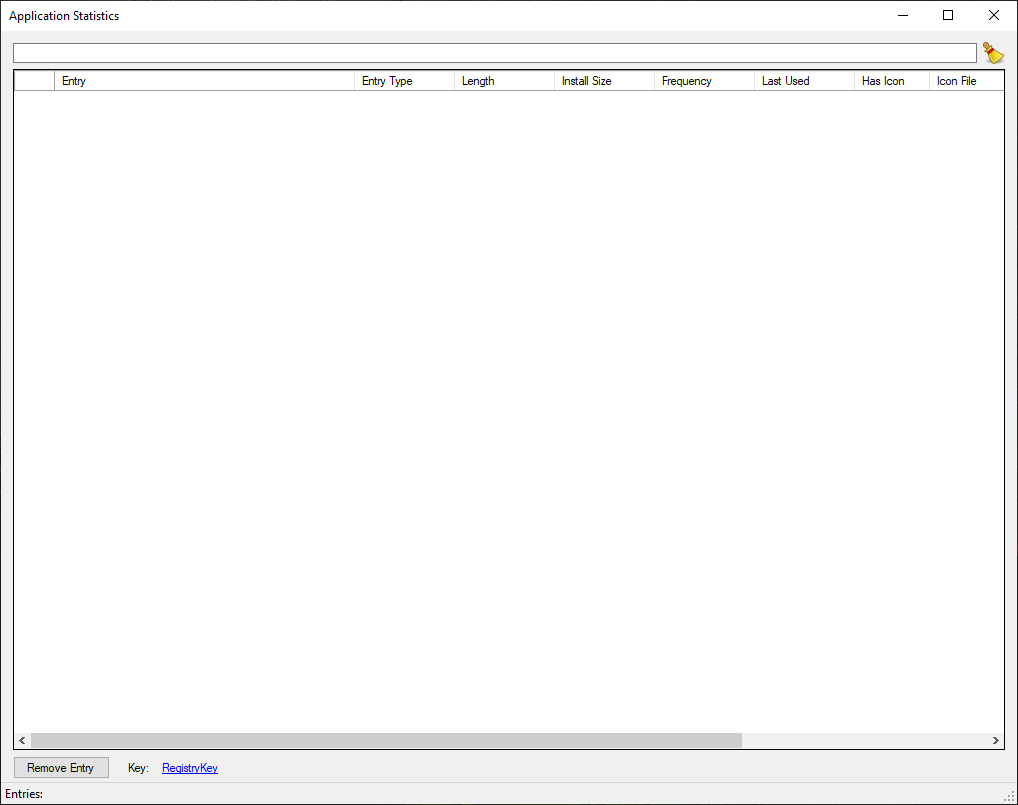 Application Statistics
Entry Entry Type Length Install Size Frequency Last Used Has Icon Icon File
Remove Entry Key: RegistryKey
Entries: